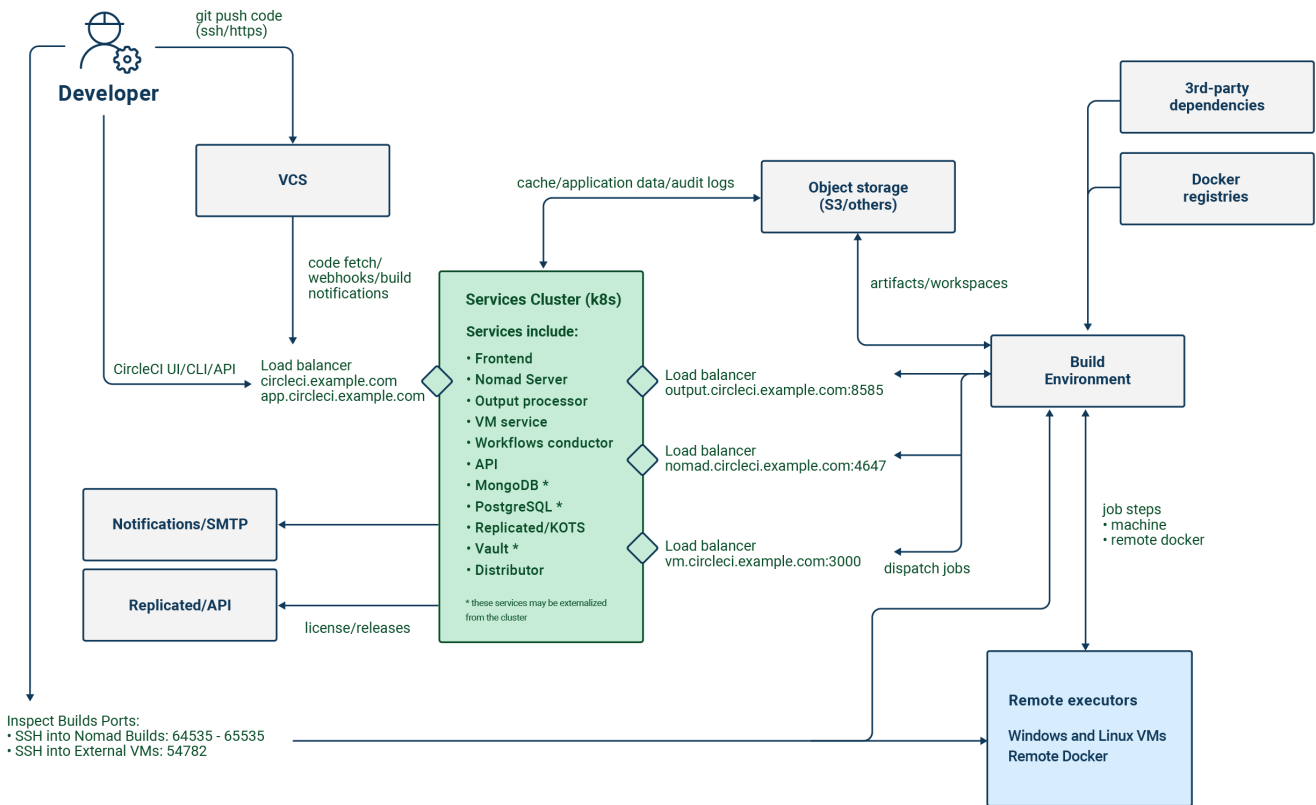 git push code
(ssh/https)
Developer
VCS
code fetch/
webhooks/build
notifications
CircleCI UI/CLI/API
Load balancer
circleci.example.com
app.circleci.example.com
cache/application data/audit logs
Object storage
(S3/others)
3rd-party
dependencies
Docker
registries
artifacts/workspaces
Services Cluster (k8s)
Services include:
• Frontend
• Nomad Server
• Output processor
• VM service
• Workflows conductor
• API
• MongoDB *
• PostgreSQL *
• Replicated/KOTS
• Vault *
• Distributor
* these services may be externalized
from the cluster
Load balancer
output.circleci.example.com:8585
Load balancer
nomad.circleci.example.com:4647
Load balancer
vm.circleci.example.com:3000
dispatch jobs
Build
Environment
job steps
• machine
• remote docker
Notifications/SMTP
Replicated/API
license/releases
Inspect Builds Ports:
• SSH into Nomad Builds: 64535 - 65535
• SSH into External VMs: 54782
Remote executors
Windows and Linux VMs
Remote Docker